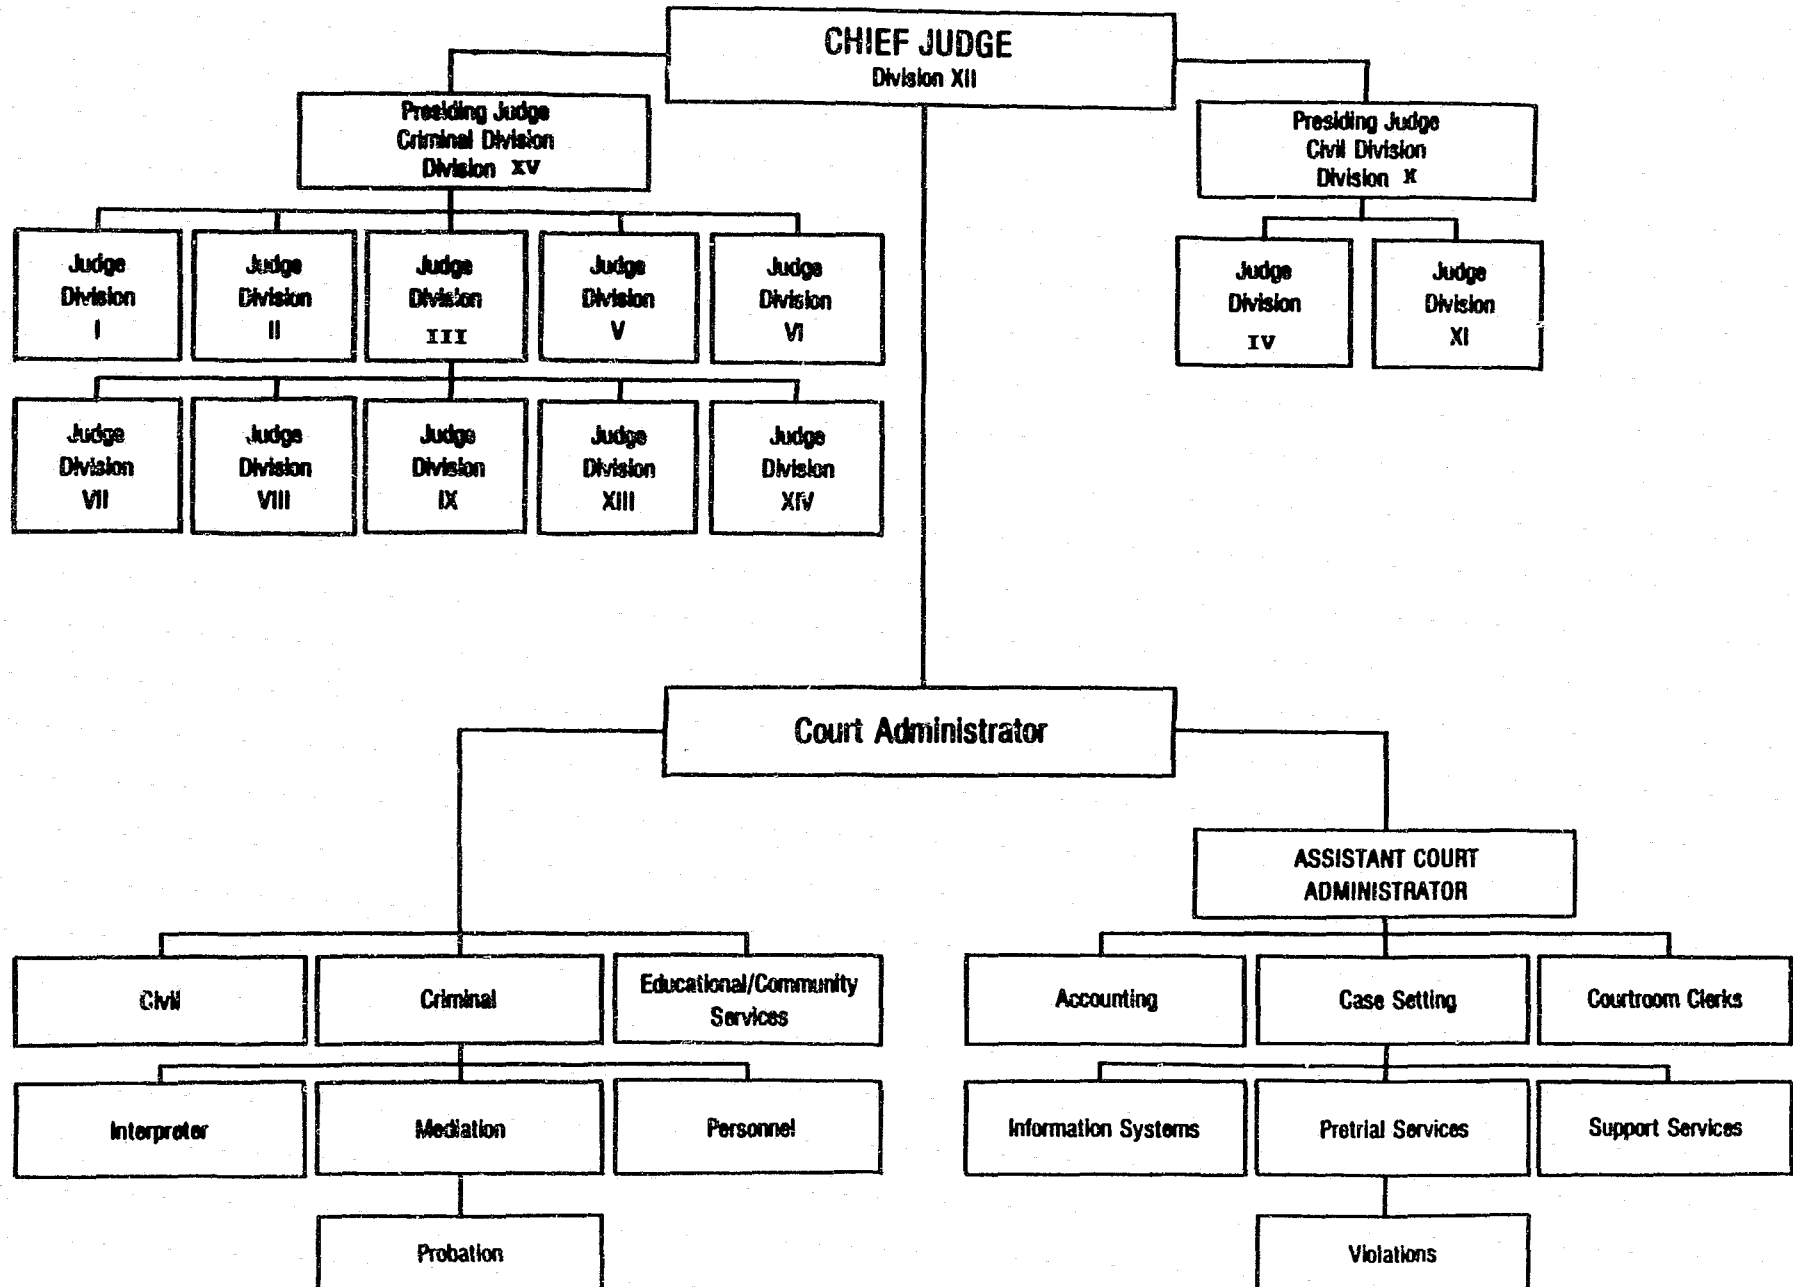 CHIEF JUDGE
Division XII
Presiding Judge
Criminal Division
Division XV
Presiding Judge
Civil Division
Division X
Judge
Division
I
Judge
Division
II
Judge
Division
III
Judge
Division
V
Judge
Division
VI
Judge
Division
IV
Judge
Division
XI
Judge
Division
VII
Judge
Division
VIII
Judge
Division
IX
Judge
Division
XIII
Judge
Division
XIV
Court Administrator
ASSISTANT COURT
ADMINISTRATOR
Civil
Criminal
Educational/Community
Services
Accounting
Case Setting
Courtroom Clerks
Interpreter
Mediation
Personnel
Information Systems
Pretrial Services
Support Services
Probation
Violations